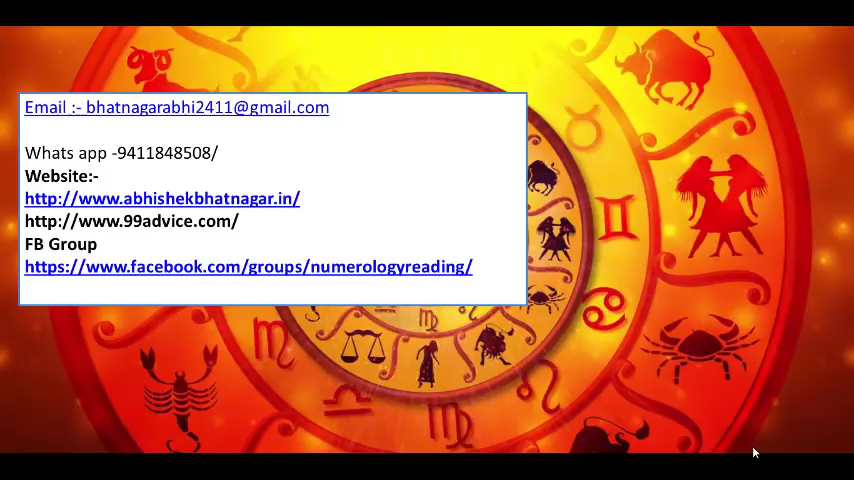 Email :- bhatnagarabhi2411@gmail.com
Whats app -9411848508/
Website:-
http://www.abhishekbhatnagar.in/
http://www.99advice.com/
FB Group
https://www.facebook.com/groups/numerologyreading/